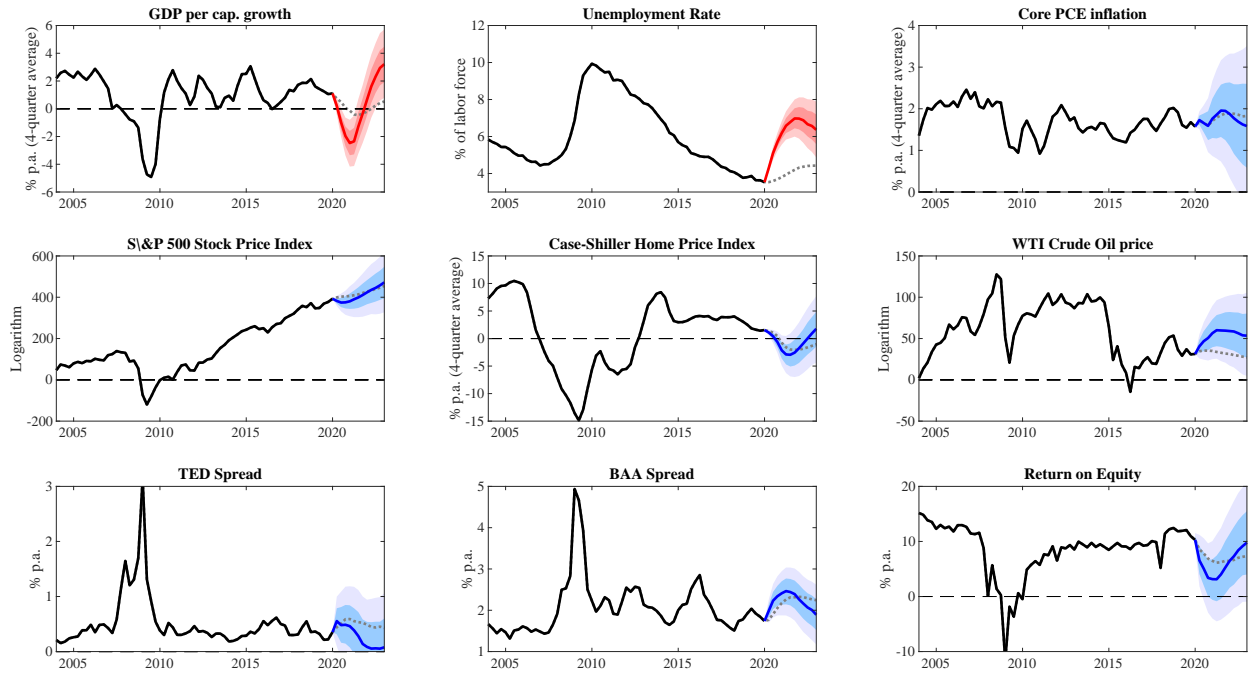 GDP per cap. growth
% p.a. (4-quarter average)
6
4
2
0
-2
-4
-6
2005 2010 2015 2020
Unemployment Rate
% of labor force
12
10
8
6
4
2005 2010 2015 2020
Core PCE inflation
% p.a. (4-quarter average)
4
3
2
1
0
2005 2010 2015 2020
S\&P 500 Stock Price Index
Logarithm
600
400
200
0
-200
2005 2010 2015 2020
Case-Shiller Home Price Index
% p.a. (4-quarter average)
15
10
5
0
-5
-10
-15
2005 2010 2015 2020
WTI Crude Oil price
Logarithm
150
100
50
0
-50
2005 2010 2015 2020
TED Spread
% p.a.
3
2
1
0
2005 2010 2015 2020
BAA Spread
% p.a.
5
4
3
2
1
2005 2010 2015 2020
Return on Equity
% p.a.
20
10
0
-10
2005 2010 2015 2020